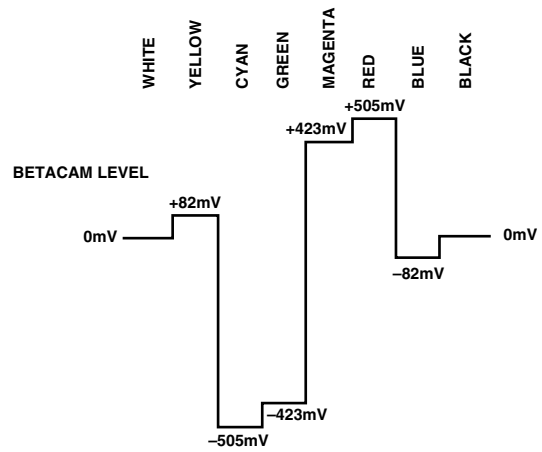 WHITE
YELLOW
CYAN
GREEN
MAGENTA
RED
BLUE
BLACK
+505mV
+423mV
BETACAM LEVEL
+82mV
0mV
0mV
–82mV
–423mV
–505mV